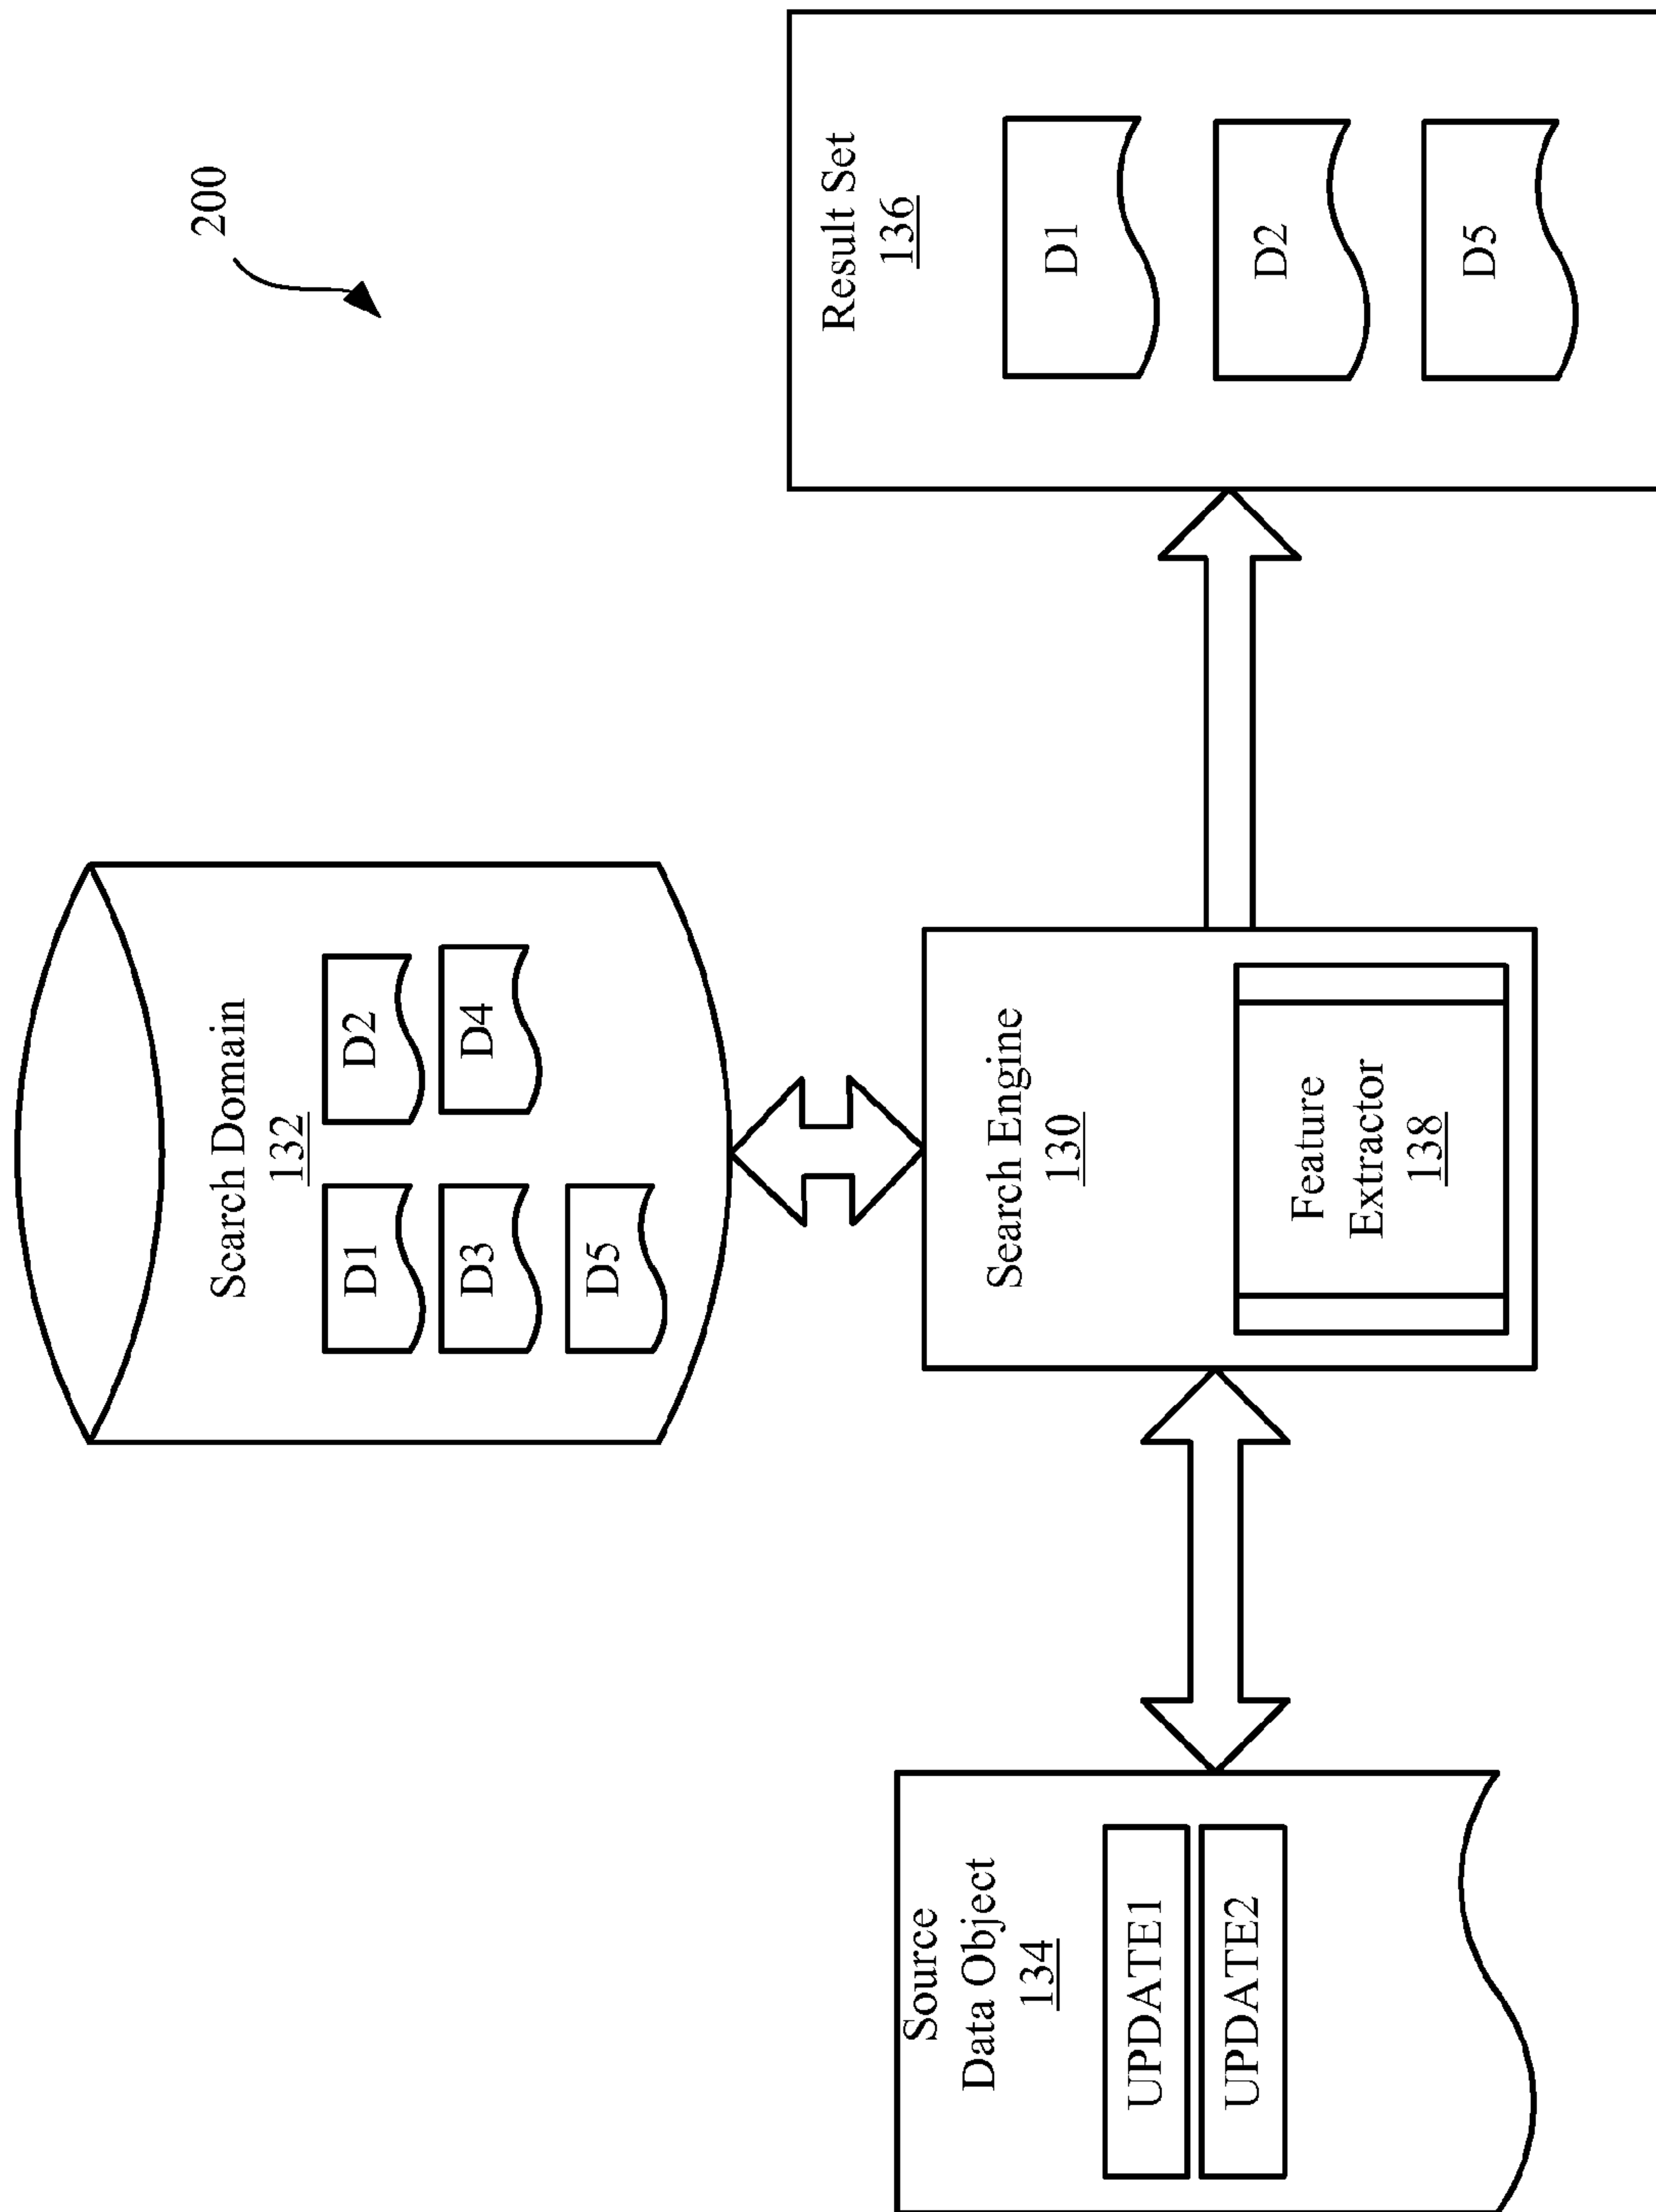 200
Search Domain
132
D1
D2
D3
D4
D5
Source
Data Object
134
UPDATE1
UPDATE2
Search Engine
130
Feature
Extractor
138
Result Set
136
D1
D2
D5